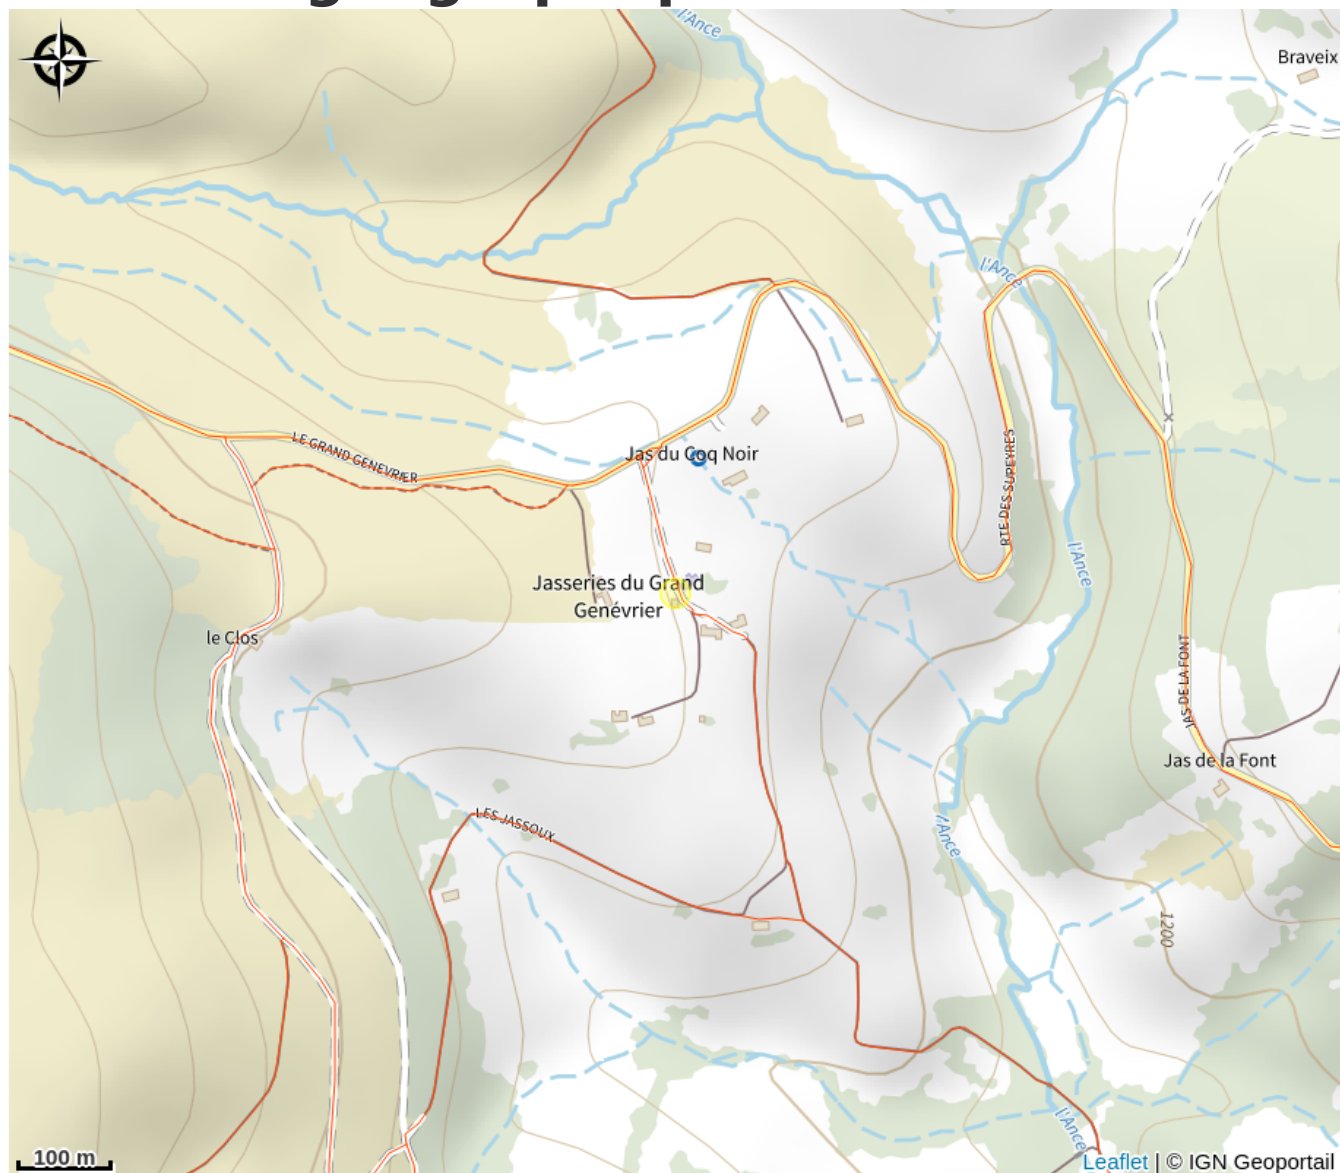 l'Ance
Braveix
l'Ance
LE GRAND GENEVRIER
Jas du Coq Noir
RTE DES SUPEYRES
l'Ance
Jasseries du Grand
Genévrier
le Clos
JAS DE LA FONT
Jas de la Font
LES JASSOUX
l'Ance
1200
l'Ance
100 m
Leaflet | © IGN Geoportail